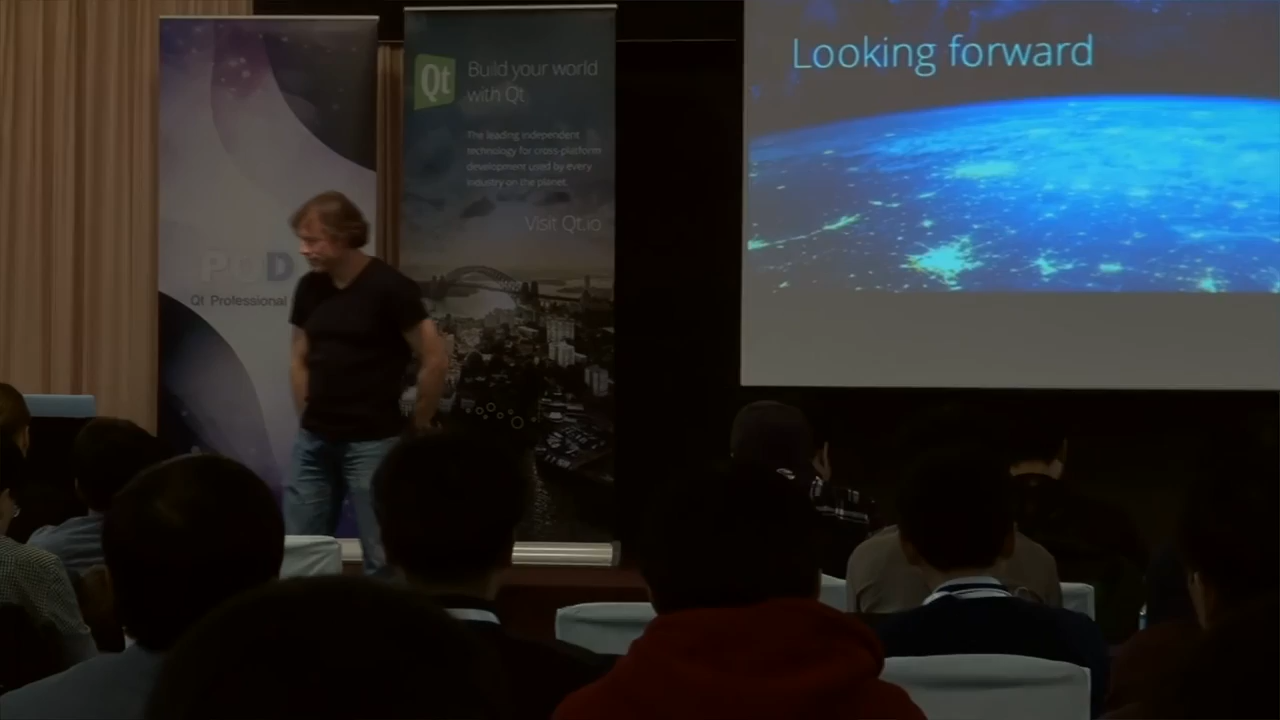 POD
Qt Professional
Qt
Build your world
with Qt
The leading independent
technology for cross-platform
development used by every
industry on the planet.
Visit Qt.io
Looking forward